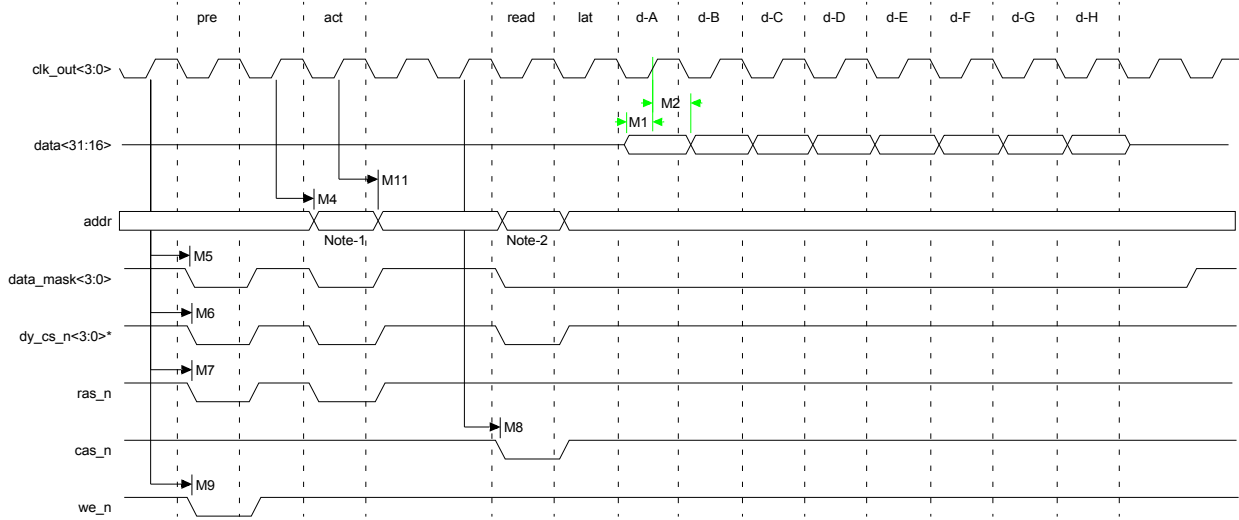 pre act read lat d-A d-B d-C d-D d-E d-F d-G d-H
clk_out<3:0>
M2
M1
data<31:16>
M11
M4
addr
Note-1 Note-2
M5
data_mask<3:0>
M6
dy_cs_n<3:0>*
M7
ras_n
M8
cas_n
M9
we_n